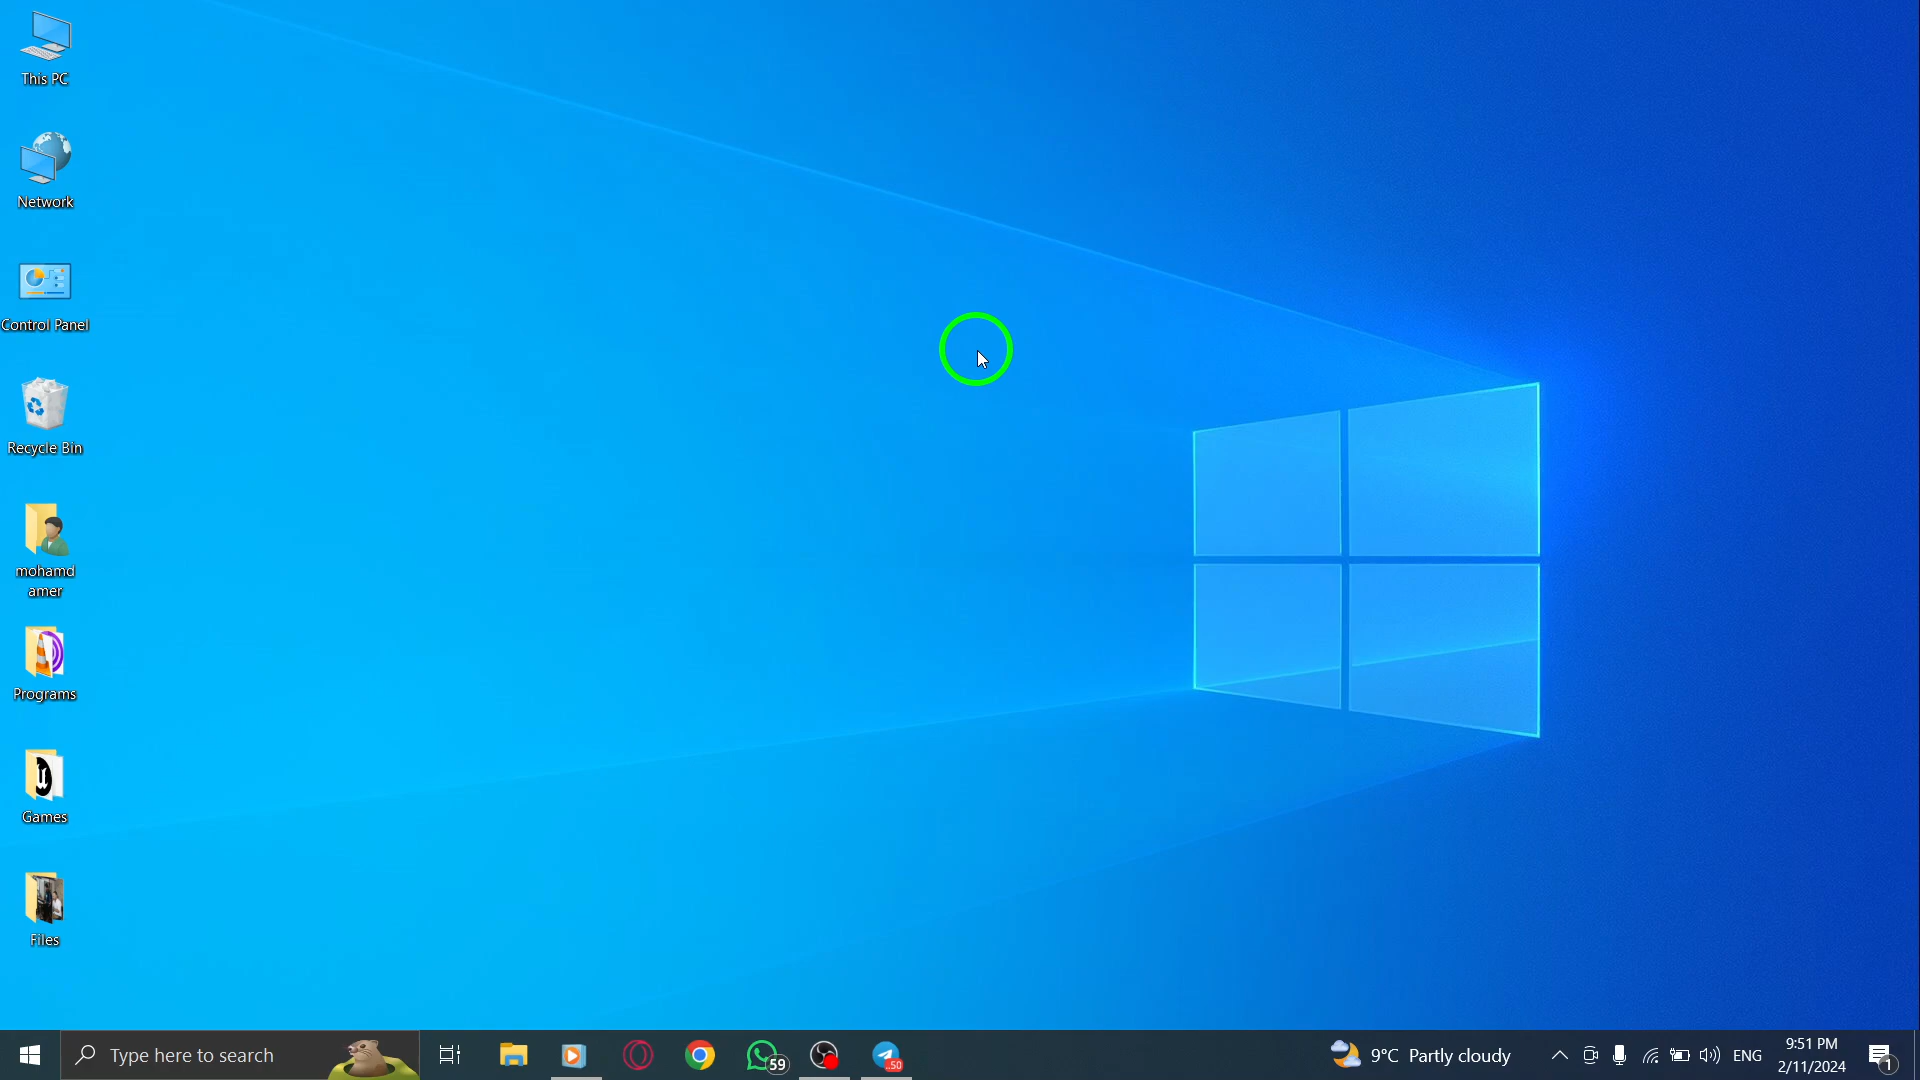 This PC
Network
Control Panel
Recycle Bin
mohamd
amer
Programs
Games
Files
Type here to search
59
..50
9°C Partly cloudy
ENG
9:51 PM
2/11/2024
1